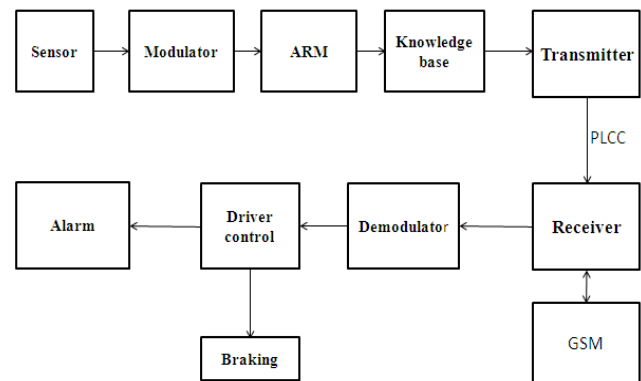 Sensor
Modulator
ARM
Knowledge
base
Transmitter
PLCC
Alarm
Driver
control
Demodulator
Receiver
Braking
GSM